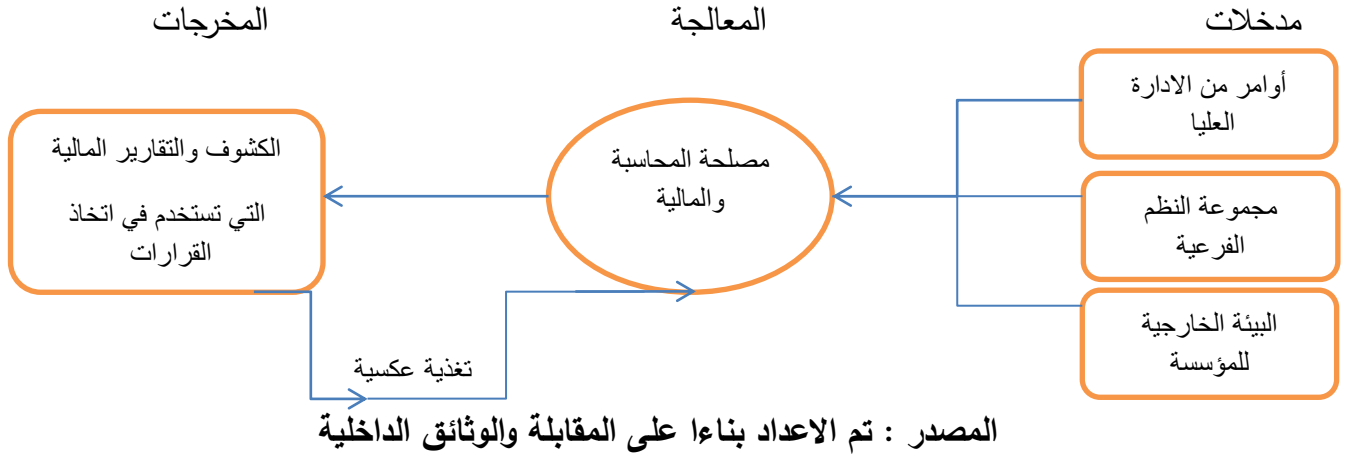 مدخلات
المعالجة
المخرجات
أوامر من الادارة
العليا
مجموعة النظم
الفرعية
البيئة الخارجية
للمؤسسة
مصلحة المحاسبة
والمالية
الكشوف والتقارير المالية
التي تستخدم في اتخاذ
القرارات
تغذية عكسية
المصدر : تم الاعداد بناءا على المقابلة والوثائق الداخلية